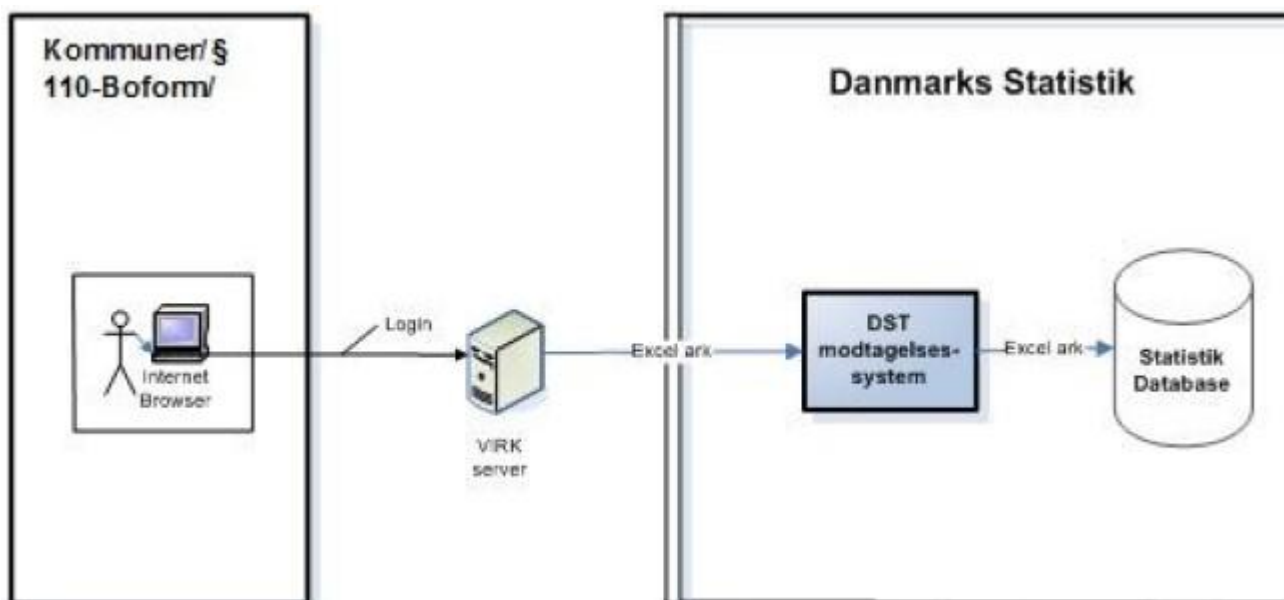 Kommuner/ §
110-Boform/
Danmarks Statistik
Login
Internet
Browser
VIRK
server
Excel ark
DST
modtagelses-
system
Excel ark
Statistik
Database